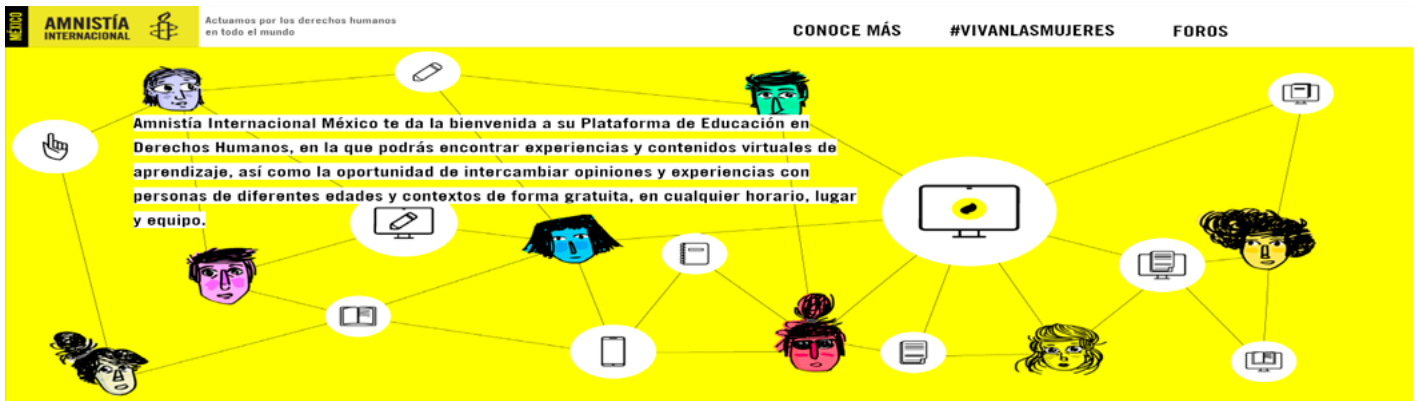 MÉXICO
AMNISTÍA
INTERNACIONAL
Actuamos por los derechos humanos
en todo el mundo
CONOCE MÁS #VIVANLASMUJERES FOROS
Amnistía Internacional México te da la bienvenida a su Plataforma de Educación en
Derechos Humanos, en la que podrás encontrar experiencias y contenidos virtuales de
aprendizaje, así como la oportunidad de intercambiar opiniones y experiencias con
personas de diferentes edades y contextos de forma gratuita, en cualquier horario, lugar
y equipo.